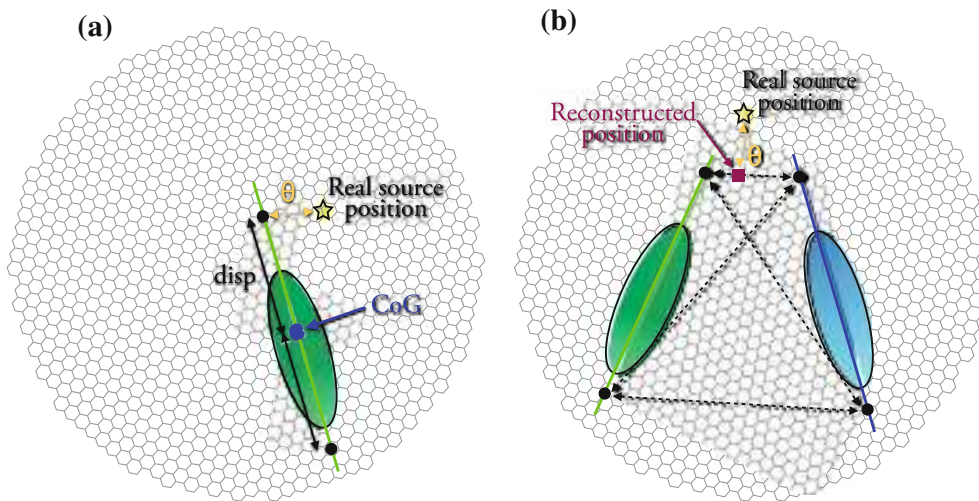 (a)
θ
Real source
position
disp
CoG
(b)
Real source
position
Reconstructed
position
θ